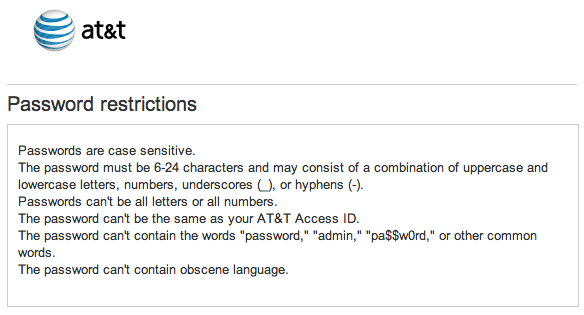 at&t
Password restrictions
Passwords are case sensitive.
The password must be 6-24 characters and may consist of a combination of uppercase and
lowercase letters, numbers, underscores (_), or hyphens (-).
Passwords can't be all letters or all numbers.
The password can't be the same as your AT&T Access ID.
The password can't contain the words "password," "admin," "pa$$w0rd," or other common
words.
The password can't contain obscene language.